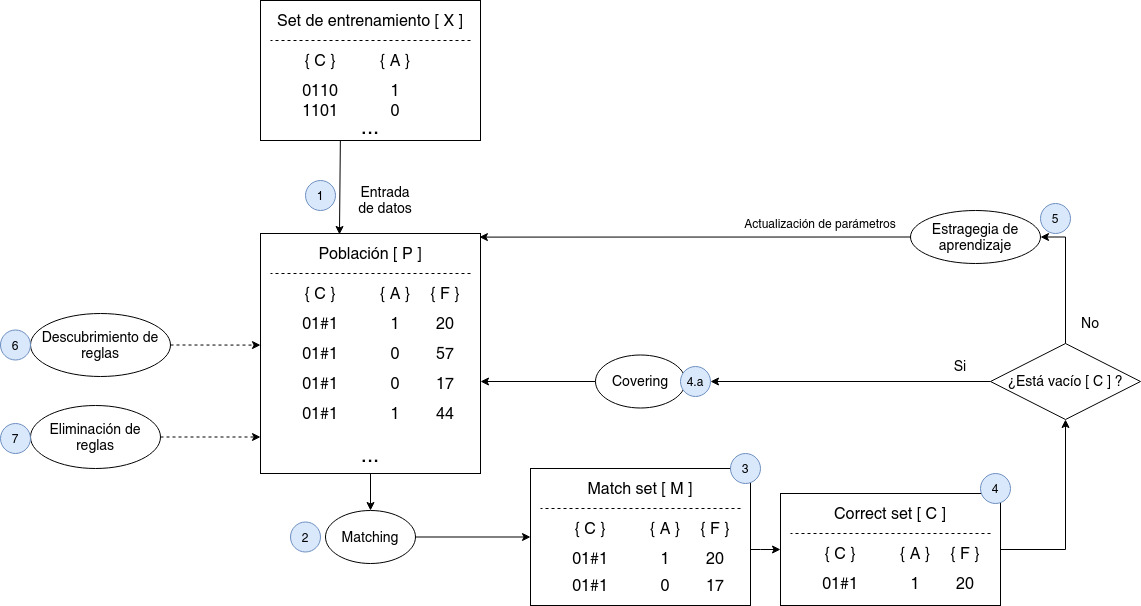 Set de entrenamiento [ X ]
{ C } { A }
0110 1
1101 0
...
1
Entrada
de datos
Población [ P ]
{ C } { A } { F }
01#1 1 20
01#1 0 57
01#1 0 17
01#1 1 44
...
6
Descubrimiento de
reglas
7
Eliminación de
reglas
2
Matching
3
Match set [ M ]
{ C } { A } { F }
01#1 1 20
01#1 0 17
4
Correct set [ C ]
{ C } { A } { F }
01#1 1 20
¿Está vacío [ C ] ?
Si
4.a
Covering
No
5
Estragegia de
aprendizaje
Actualización de parámetros